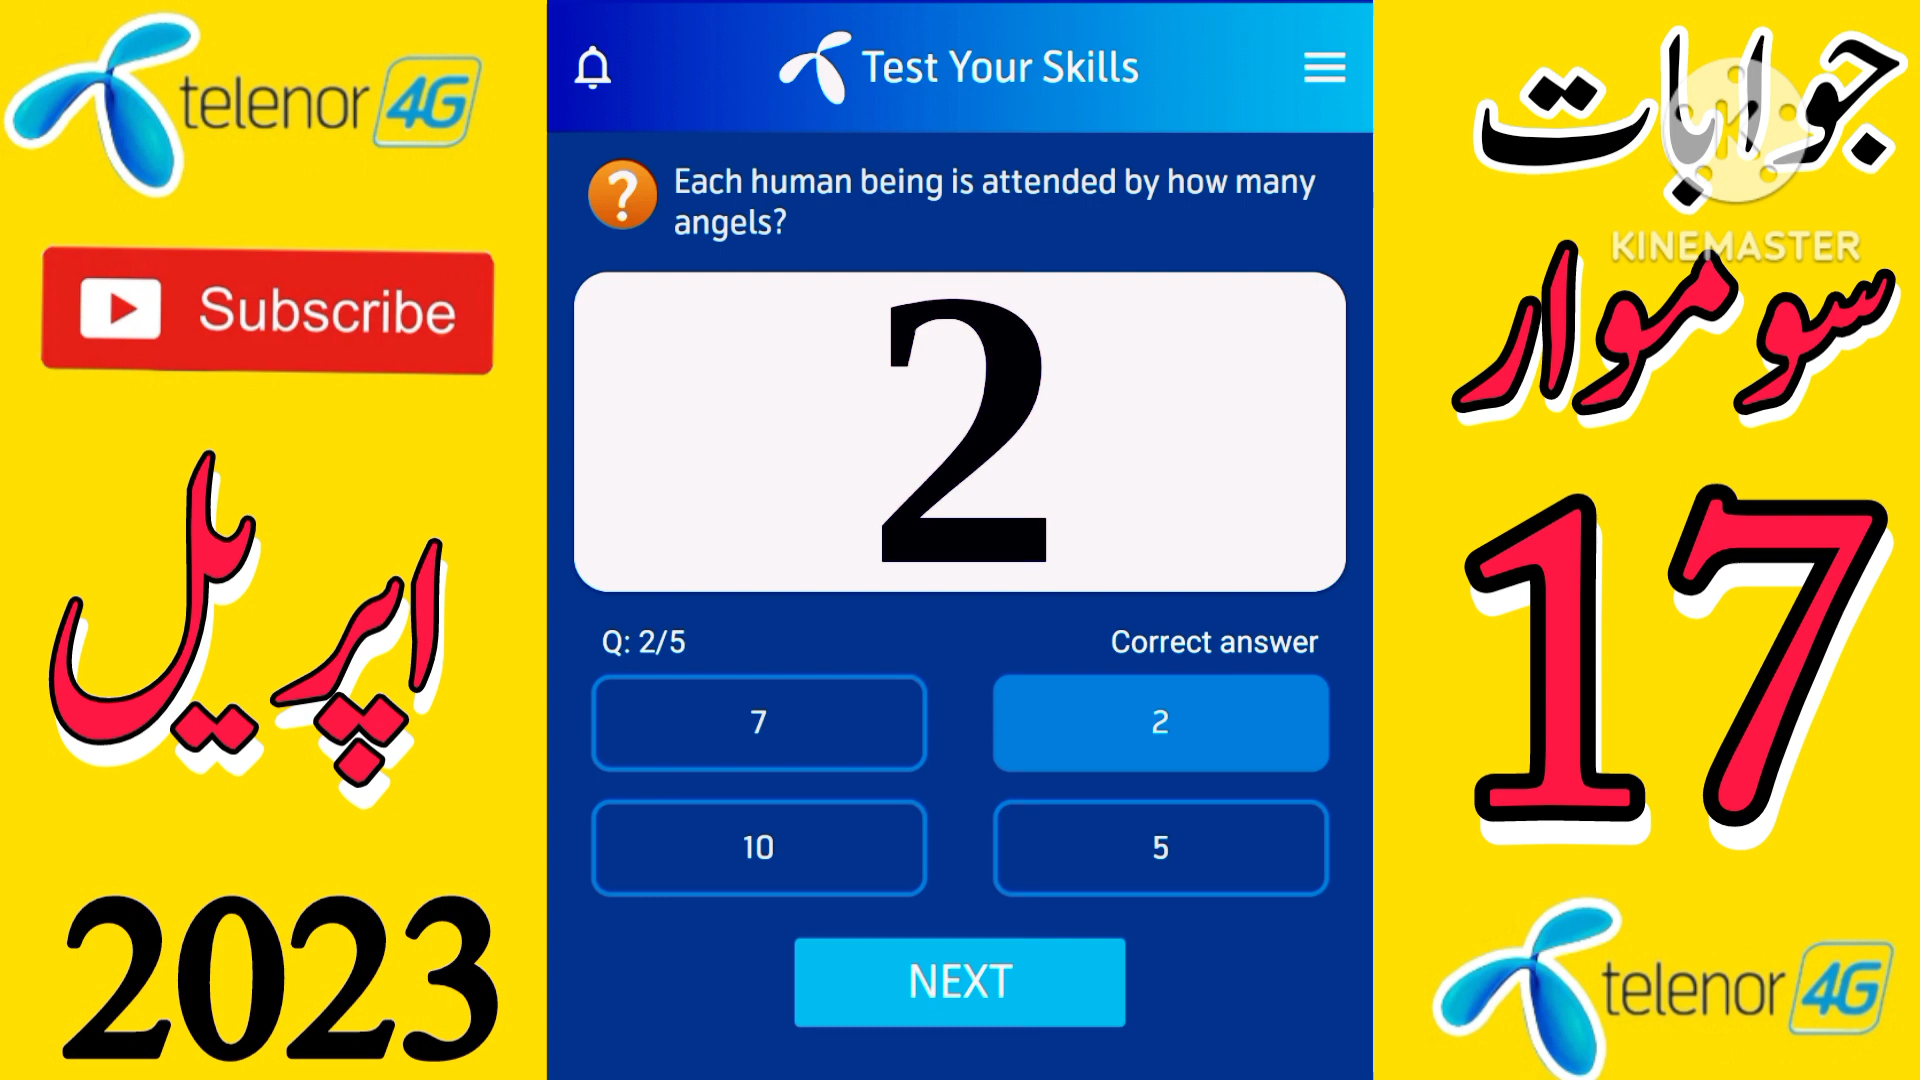 telenor 4G
Subscribe
اپریل
2023
Test Your Skills
Each human being is attended by how many
angels?
2
Q: 2/5
Correct answer
7
2
10
5
NEXT
جوابات
KINEMASTER
سوموار
17
telenor 4G